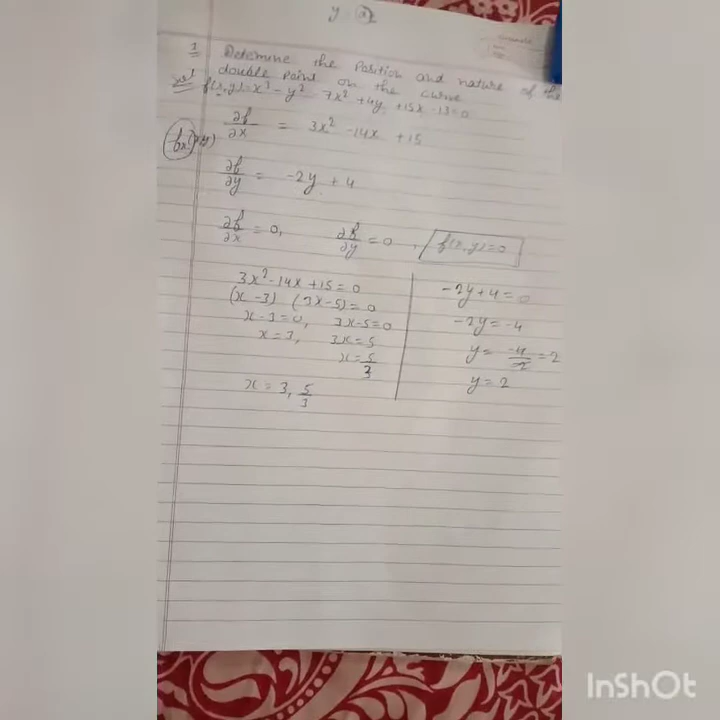 1 Determine the Position and nature of the
double point on the curve
f(x,y)=x³-y² 7x²+4y+15x-13=0
∂f/∂x = 3x²-14x+15
∂f/∂y = -2y+4
∂f/∂x=0, ∂f/∂y=0, f(x,y)=0
3x²-14x+15=0
(x-3) (3x-5)=0
x-3=0, 3x-5=0
x=3, 3x=5
x=5/3
x=3, 5/3
-2y+4=0
-2y=-4
y=-4/-2=2
y=2
InShOt